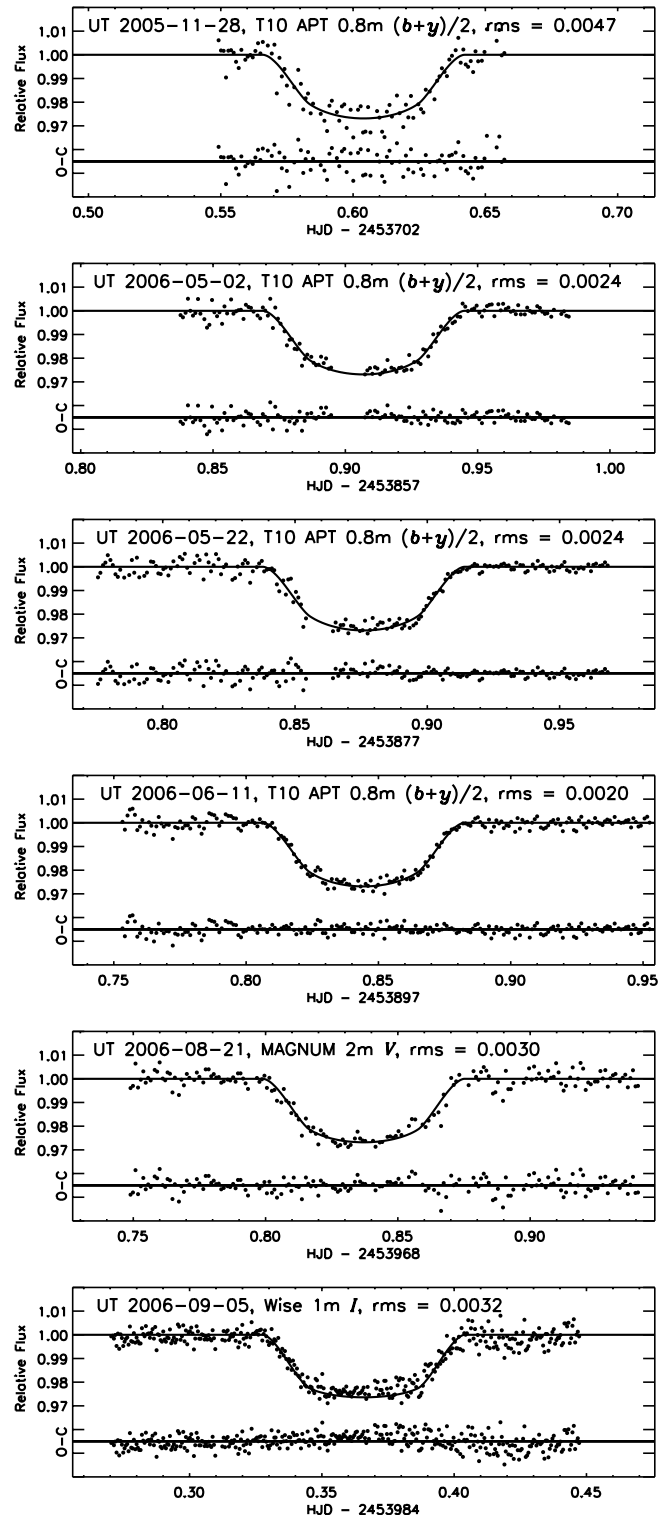 UT 2005-11-28, T10 APT 0.8m (b+y)/2, rms = 0.0047
1.01
1.00
0.99
0.98
0.97
Relative Flux
O-C
0.50 0.55 0.60 0.65 0.70
HJD - 2453702
UT 2006-05-02, T10 APT 0.8m (b+y)/2, rms = 0.0024
1.01
1.00
0.99
0.98
0.97
Relative Flux
O-C
0.80 0.85 0.90 0.95 1.00
HJD - 2453857
UT 2006-05-22, T10 APT 0.8m (b+y)/2, rms = 0.0024
1.01
1.00
0.99
0.98
0.97
Relative Flux
O-C
0.80 0.85 0.90 0.95
HJD - 2453877
UT 2006-06-11, T10 APT 0.8m (b+y)/2, rms = 0.0020
1.01
1.00
0.99
0.98
0.97
Relative Flux
O-C
0.75 0.80 0.85 0.90 0.95
HJD - 2453897
UT 2006-08-21, MAGNUM 2m V, rms = 0.0030
1.01
1.00
0.99
0.98
0.97
Relative Flux
O-C
0.75 0.80 0.85 0.90
HJD - 2453968
UT 2006-09-05, Wise 1m I, rms = 0.0032
1.01
1.00
0.99
0.98
0.97
Relative Flux
O-C
0.30 0.35 0.40 0.45
HJD - 2453984